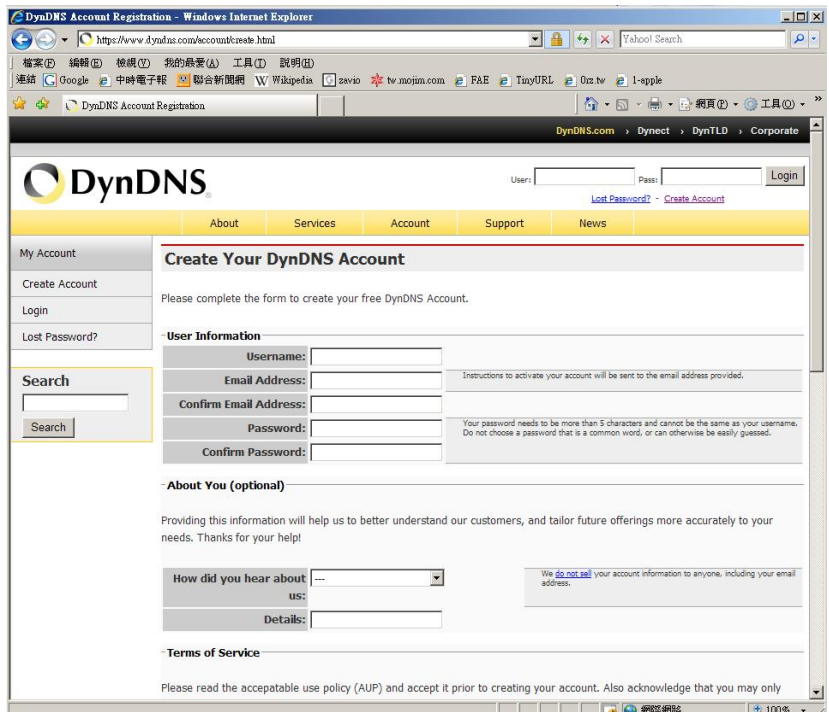 DynDNS Account Registration - Windows Internet Explorer
https://www.dyndns.com/account/create.html
Yahoo! Search
檔案(F) 編輯(E) 檢視(V) 我的最愛(A) 工具(T) 說明(H)
連結 Google 中時電子報 聯合新聞網 Wikipedia zavio tw.mojim.com FAE TinyURL 0rz.tw 1-apple
DynDNS Account Registration
網頁(P) 工具(O)
DynDNS.com › Dynect › DynTLD › Corporate
DynDNS
User: Pass: Login
Lost Password? - Create Account
About Services Account Support News
My Account
Create Account
Login
Lost Password?
Search
Search
Create Your DynDNS Account
Please complete the form to create your free DynDNS Account.
User Information
Username:
Email Address:
Instructions to activate your account will be sent to the email address provided.
Confirm Email Address:
Password:
Your password needs to be more than 5 characters and cannot be the same as your username.
Do not choose a password that is a common word, or can otherwise be easily guessed.
Confirm Password:
About You (optional)
Providing this information will help us to better understand our customers, and tailor future offerings more accurately to your
needs. Thanks for your help!
How did you hear about
us:
---
We do not sell your account information to anyone, including your email
address.
Details:
Terms of Service
Please read the accepatable use policy (AUP) and accept it prior to creating your account. Also acknowledge that you may only
網際網路 100%